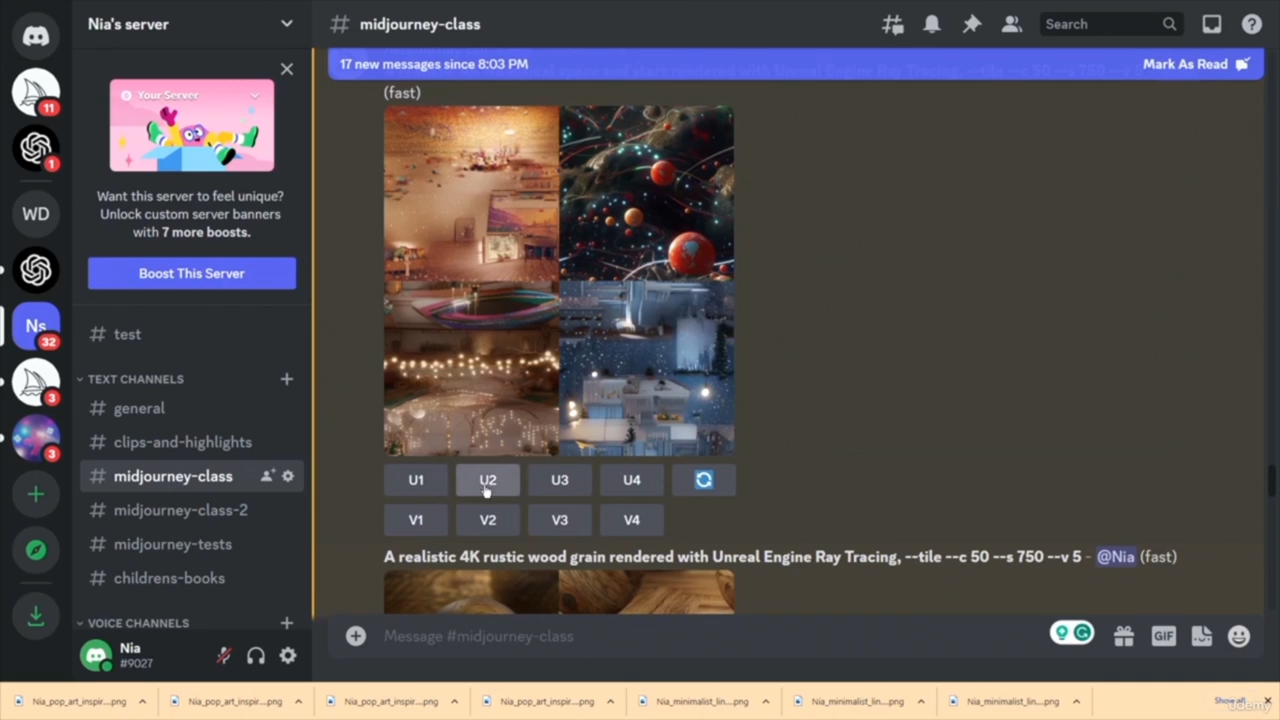 Nia's server
midjourney-class
Search
11
1
WD
Ns
32
3
3
Your Server
Want this server to feel unique?
Unlock custom server banners
with 7 more boosts.
Boost This Server
test
TEXT CHANNELS
general
clips-and-highlights
midjourney-class
midjourney-class-2
midjourney-tests
childrens-books
VOICE CHANNELS
Nia
#9027
17 new messages since 8:03 PM
Mark As Read
(fast)
U1 U2 U3 U4
V1 V2 V3 V4
A realistic 4K rustic wood grain rendered with Unreal Engine Ray Tracing, --tile --c 50 --s 750 --v 5 - @Nia (fast)
Message #midjourney-class
GIF
Nia_pop_art_inspir....png
Nia_pop_art_inspir....png
Nia_pop_art_inspir....png
Nia_pop_art_inspir....png
Nia_minimalist_lin....png
Nia_minimalist_lin....png
Nia_minimalist_lin....png
Show all
udemy